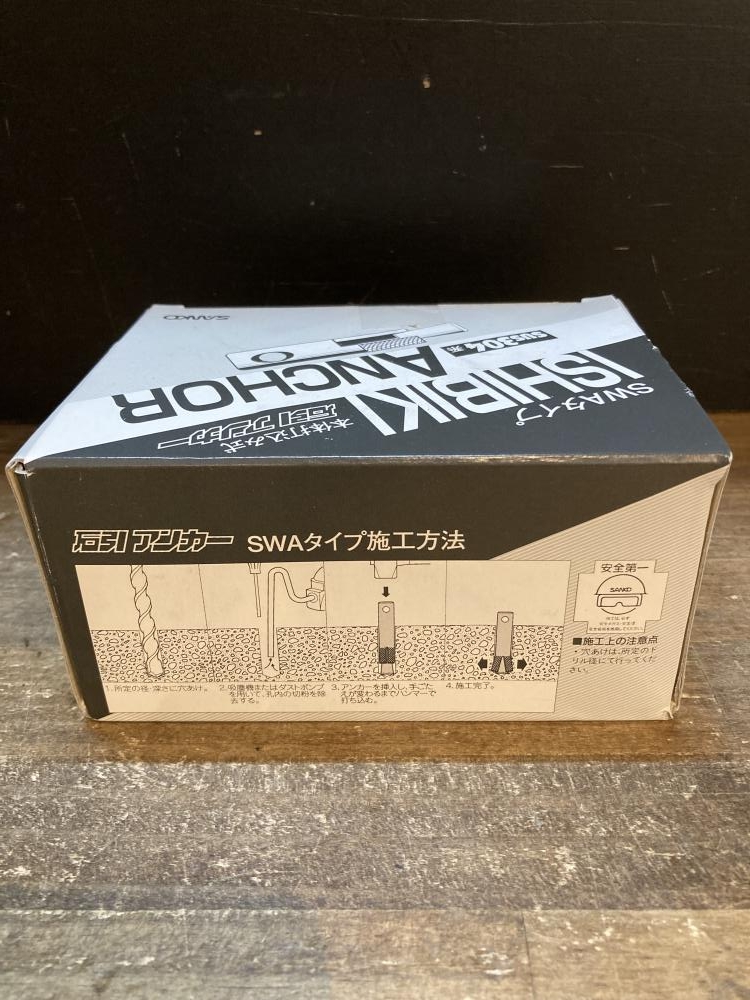 SANKO
SUS304系
SWAタイプ
ISHIBIKI
ANCHOR
本体打込み式
石引アンカー
石引アンカー SWAタイプ施工方法
1.所定の径・深さに穴あけ。
2.吸塵機またはダストポンプ
を用いて、孔内の切粉を除
去する。
3.アンカーを挿入し、手ごた
えが変わるまでハンマーで
打ち込む。
4.施工完了。
安全第一
SANKO
■施工上の注意点
・穴あけは、所定のド
リル径にて行ってくだ
さい。